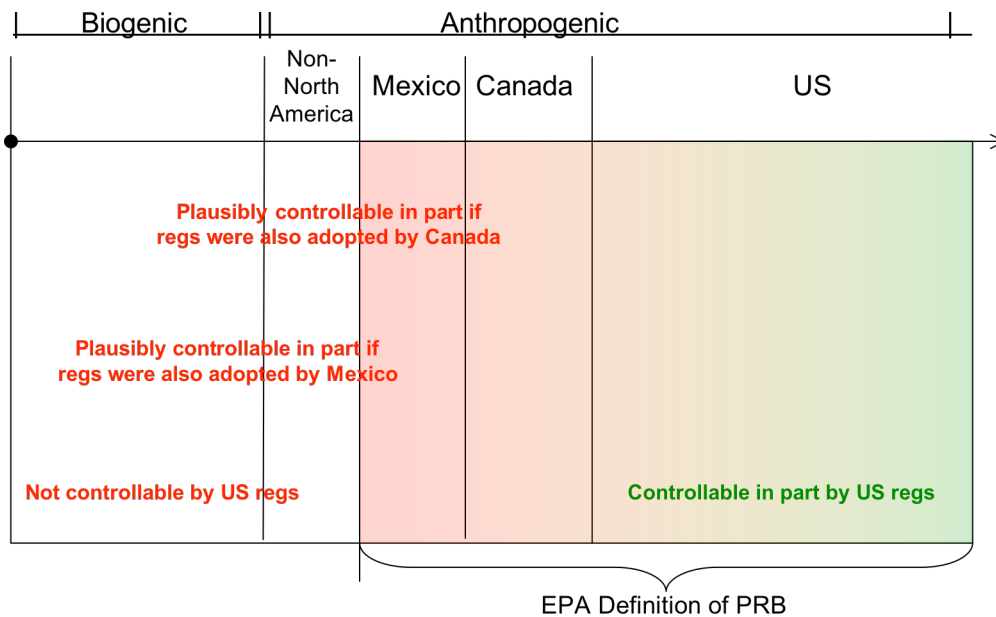 Biogenic
Anthropogenic
Non-
North
America
Mexico
Canada
US
Plausibly controllable in part if
regs were also adopted by Canada
Plausibly controllable in part if
regs were also adopted by Mexico
Not controllable by US regs
Controllable in part by US regs
EPA Definition of PRB